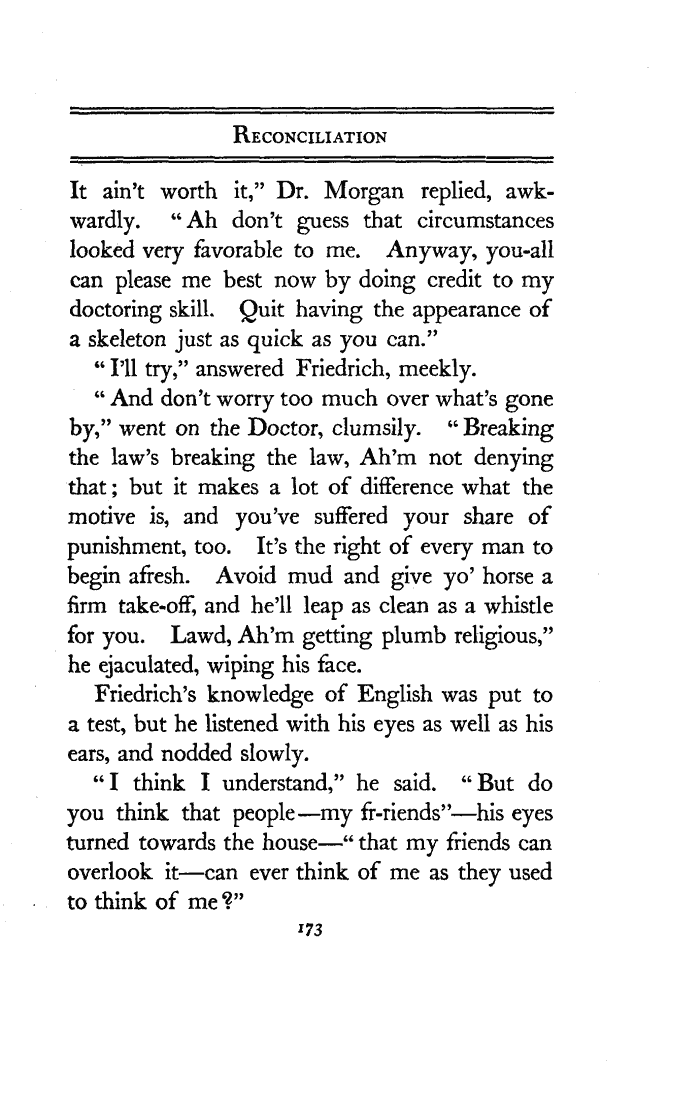 RECONCILIATION
It ain't worth it,” Dr. Morgan replied, awk-
wardly. “Ah don't guess that circumstances
looked very favorable to me. Anyway, you-all
can please me best now by doing credit to my
doctoring skill. Quit having the appearance of
a skeleton just as quick as you can.”
“I'll try,” answered Friedrich, meekly.
“And don't worry too much over what's gone
by,” went on the Doctor, clumsily. “Breaking
the law's breaking the law, Ah'm not denying
that; but it makes a lot of difference what the
motive is, and you've suffered your share of
punishment, too. It's the right of every man to
begin afresh. Avoid mud and give yo' horse a
firm take-off, and he'll leap as clean as a whistle
for you. Lawd, Ah'm getting plumb religious,”
he ejaculated, wiping his face.
Friedrich's knowledge of English was put to
a test, but he listened with his eyes as well as his
ears, and nodded slowly.
“I think I understand,” he said. “But do
you think that people—my fr-riends”—his eyes
turned towards the house—“that my friends can
overlook it—can ever think of me as they used
to think of me?”
173